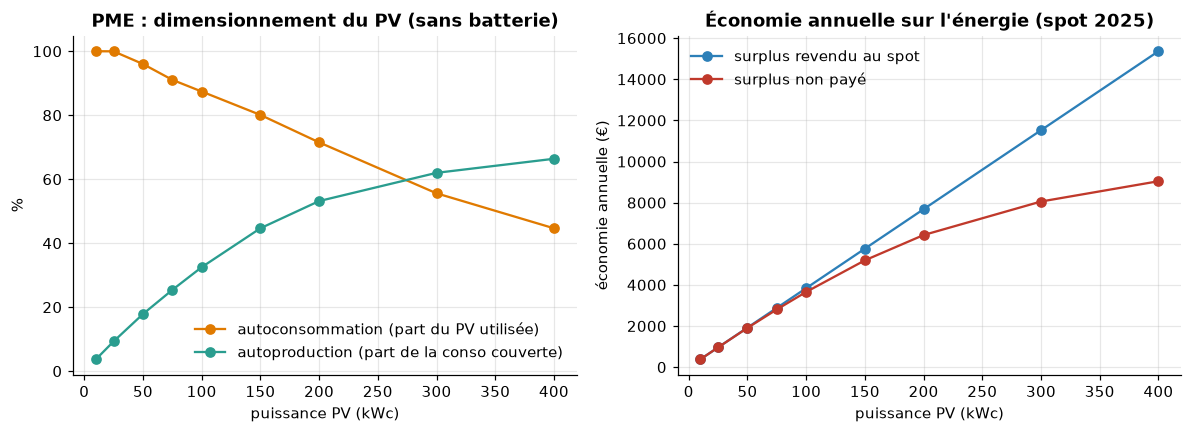 PME : dimensionnement du PV (sans batterie)
100
80
60
40
20
0
%
autoconsommation (part du PV utilisée)
autoproduction (part de la conso couverte)
0 50 100 150 200 250 300 350 400
puissance PV (kWc)
Économie annuelle sur l'énergie (spot 2025)
16000
14000
12000
10000
8000
6000
4000
2000
0
économie annuelle (€)
surplus revendu au spot
surplus non payé
0 50 100 150 200 250 300 350 400
puissance PV (kWc)